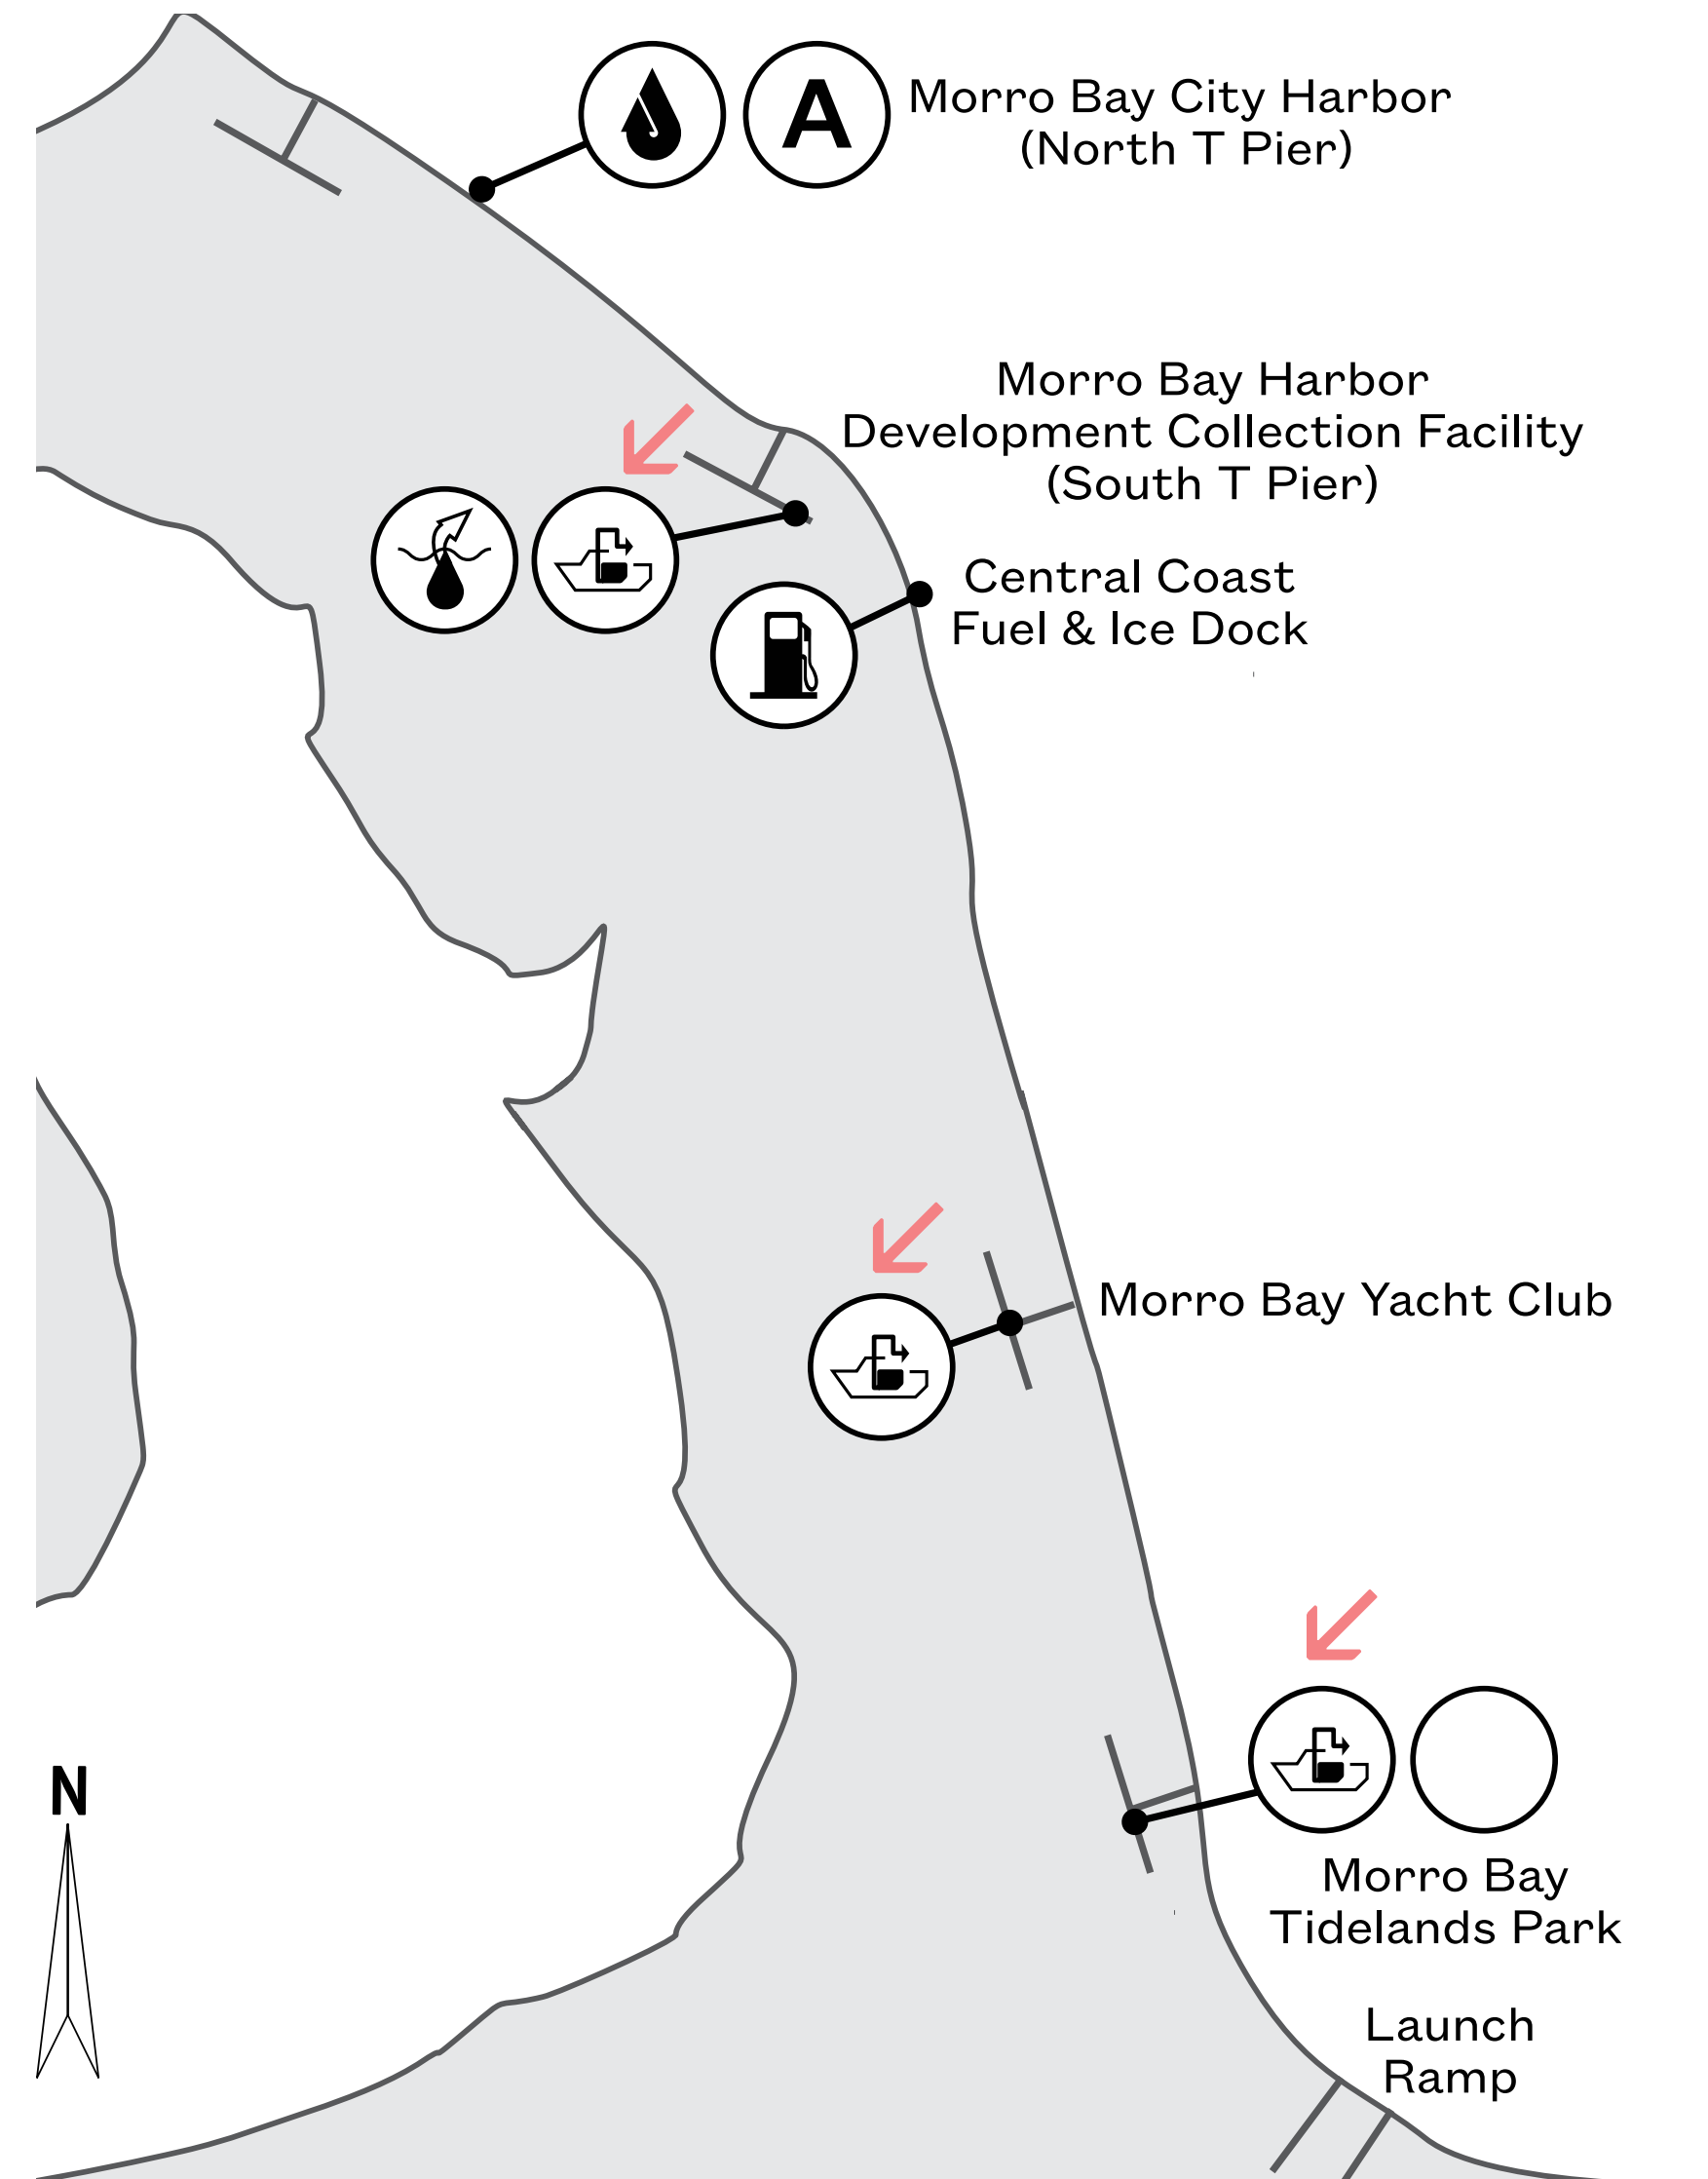 A
Morro Bay City Harbor
(North T Pier)
Morro Bay Harbor
Development Collection Facility
(South T Pier)
Central Coast
Fuel & Ice Dock
Morro Bay Yacht Club
Morro Bay
Tidelands Park
N
Launch
Ramp